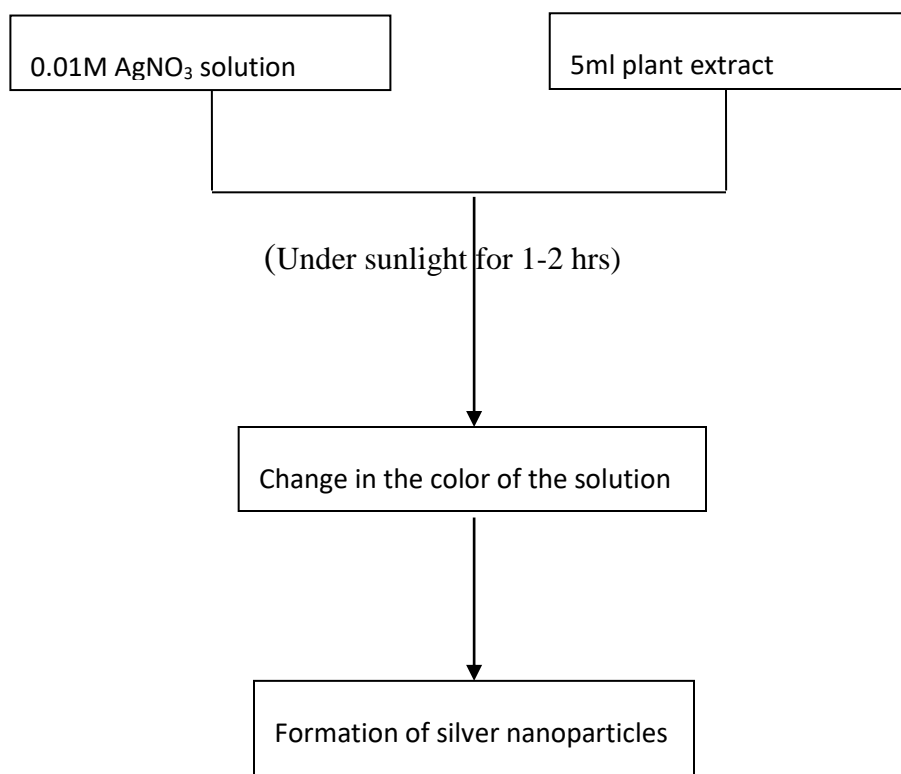 0.01M AgNO₃ solution
5ml plant extract
(Under sunlight for 1-2 hrs)
Change in the color of the solution
Formation of silver nanoparticles